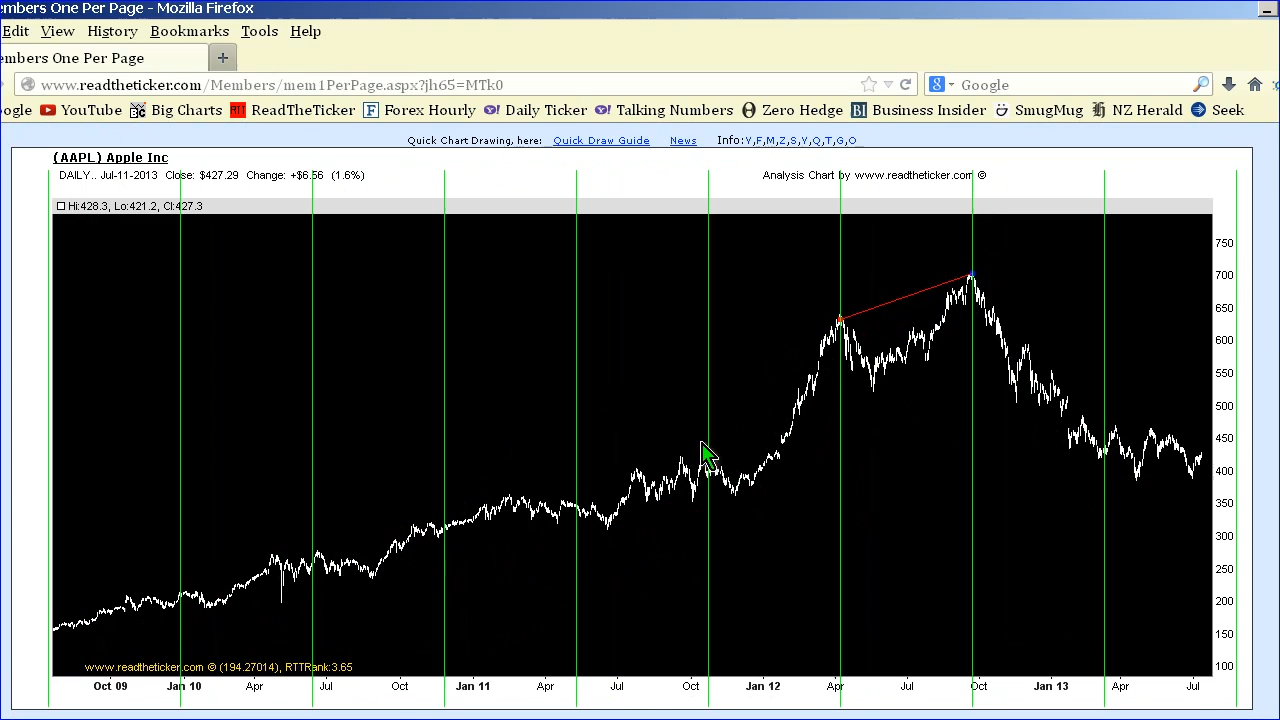 embers One Per Page - Mozilla Firefox
Edit View History Bookmarks Tools Help
embers One Per Page +
www.readtheticker.com/Members/mem1PerPage.aspx?jh65=MTk0 8 Google
ogle YouTube Big Charts ReadTheTicker Forex Hourly Daily Ticker Talking Numbers Zero Hedge BI Business Insider SmugMug NZ Herald Seek
Quick Chart Drawing, here: Quick Draw Guide News Info:Y,F,M,Z,S,Y,Q,T,G,O
(AAPL) Apple Inc
DAILY.. Jul-11-2013 Close: $427.29 Change: +$6.56 (1.6%) Analysis Chart by www.readtheticker.com ©
Hi:428.3, Lo:421.2, Cl:427.3
750
700
650
600
550
500
450
400
350
300
250
200
150
100
www.readtheticker.com © (194.27014), RTTRank:3.65
Oct 09 Jan 10 Apr Jul Oct Jan 11 Apr Jul Oct Jan 12 Apr Jul Oct Jan 13 Apr Jul